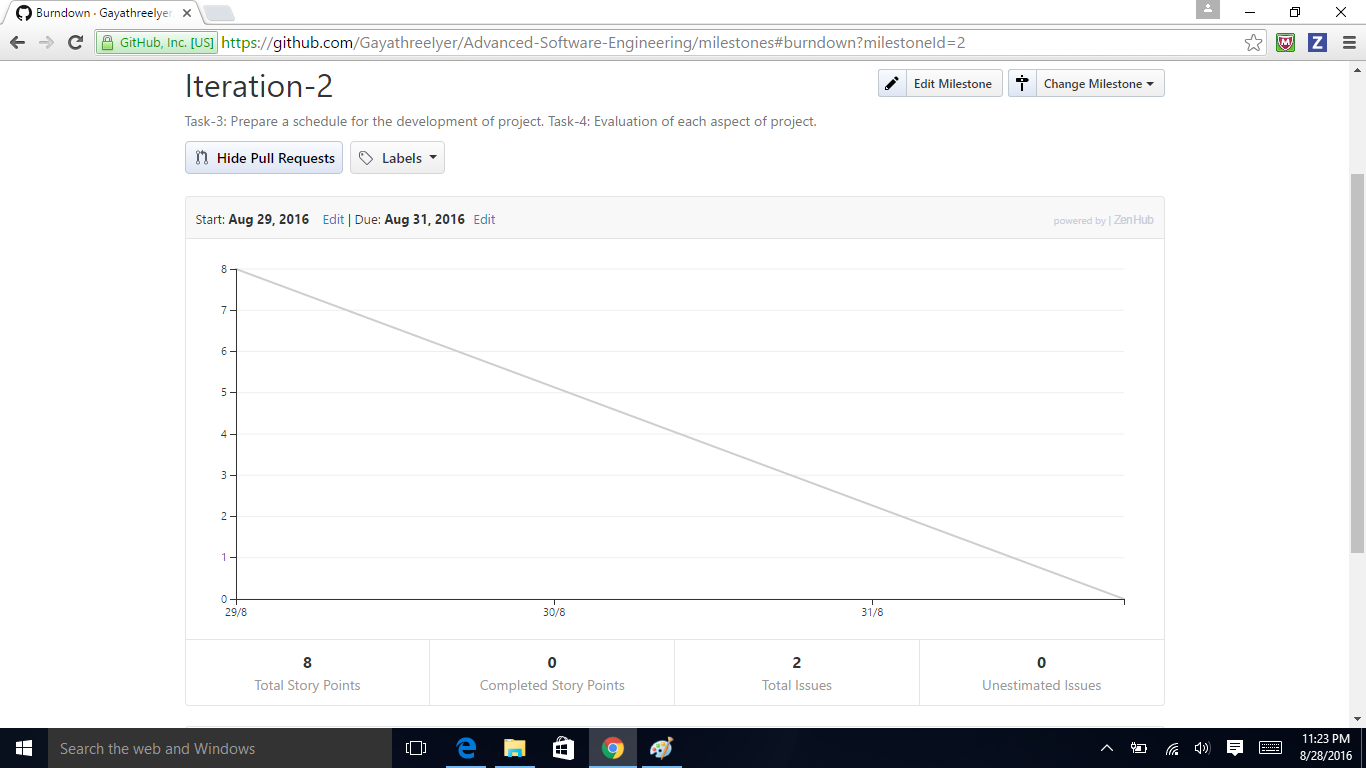 Burndown · Gayathreelyer
GitHub, Inc. [US] https://github.com/Gayathreelyer/Advanced-Software-Engineering/milestones#burndown?milestoneId=2
Iteration-2
Edit Milestone
Change Milestone
Task-3: Prepare a schedule for the development of project. Task-4: Evaluation of each aspect of project.
Hide Pull Requests
Labels
Start: Aug 29, 2016 Edit | Due: Aug 31, 2016 Edit
powered by | ZenHub
8
7
6
5
4
3
2
1
0
29/8 30/8 31/8
8 0 2 0
Total Story Points Completed Story Points Total Issues Unestimated Issues
Search the web and Windows
11:23 PM
8/28/2016